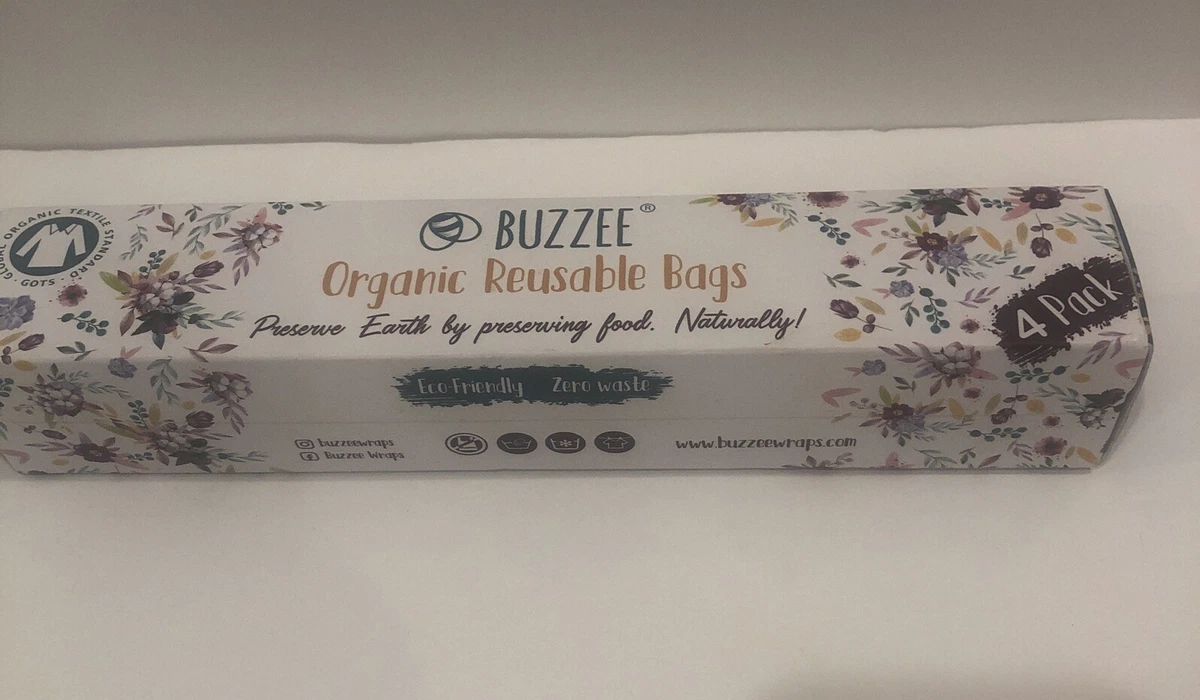 GLOBAL ORGANIC TEXTILE STANDARD · GOTS ·
BUZZEE®
Organic Reusable Bags
Preserve Earth by preserving food. Naturally!
4 Pack
Eco-Friendly Zero waste
buzzeewraps
Buzzee Wraps
www.buzzeewraps.com